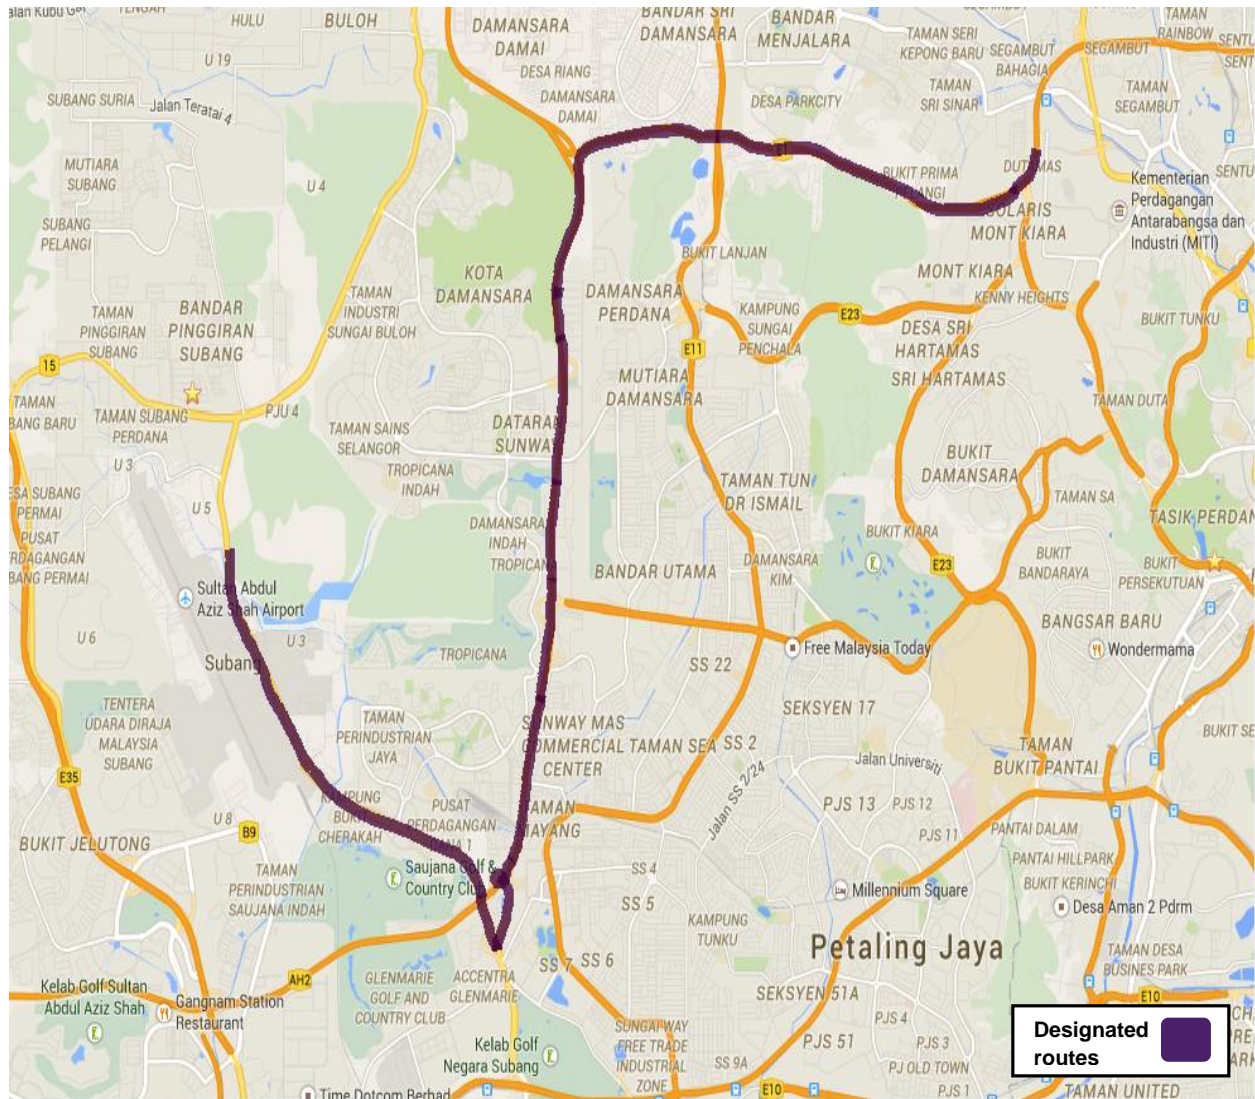 TENGAH
HULU
BULOH
U 19
DAMANSARA
DAMAI
BANDAR SRI
DAMANSARA
BANDAR
MENJALARA
TAMAN SERI
KEPONG BARU
SEGAMBUT
BAHAGIA
SEGAMBUT
TAMAN
RAINBOW
DESA RIANG
DAMANSARA
DAMAI
DESA PARKCITY
TAMAN
SRI SINAR
TAMAN
SEGAMBUT
SUBANG SURIA
Jalan Teratai 4
MUTIARA
SUBANG
U 4
SUBANG
PELANGI
BUKIT PRIMA
Kementerian
Perdagangan
Antarabangsa dan
Industri (MITI)
MONT KIARA
BUKIT LANJAN
MONT KIARA
KENNY HEIGHTS
KOTA
DAMANSARA
DAMANSARA
PERDANA
KAMPUNG
SUNGAI
PENCHALA
E23
BUKIT TUNKU
TAMAN
INDUSTRI
SUNGAI BULOH
TAMAN
PINGGIRAN
SUBANG
BANDAR
PINGGIRAN
SUBANG
DESA SRI
HARTAMAS
SRI HARTAMAS
E11
15
MUTIARA
DAMANSARA
TAMAN DUTA
TAMAN
BANG BARU
TAMAN SUBANG
PERDANA
PJU 4
TAMAN SAINS
SELANGOR
U 3
TROPICANA
INDAH
BUKIT
DAMANSARA
TAMAN TUN
DR ISMAIL
TAMAN SA
U 5
PERMAI
PUSAT
BANG PERMAI
DAMANSARA
INDAH
BUKIT KIARA
BUKIT
BANDARAYA
BUKIT
PERSEKUTUAN
BANDAR UTAMA
DAMANSARA
KIM
E23
Sultan Abdul
Aziz Shah Airport
BANGSAR BARU
Wondermama
U 6
U 3
Subang
TROPICANA
SS 22
Free Malaysia Today
TENTERA
UDARA DIRAJA
MALAYSIA
SUBANG
TAMAN
PERINDUSTRIAN
JAYA
SUNWAY MAS
COMMERCIAL
CENTER
TAMAN SEA
SS 2
SEKSYEN 17
Jalan Universiti
TAMAN
BUKIT PANTAI
E35
Jalan SS 2/24
PJS 13
PJS 12
PJS 11
PANTAI DALAM
U 8
B9
BUKIT
CHERAKAH
PUSAT
PERDAGANGAN
BUKIT JELUTONG
TAMAN
PERINDUSTRIAN
SAUJANA INDAH
Saujana Golf &
Country Club
SS 4
SS 5
Millennium Square
PANTAI HILLPARK
BUKIT KERINCHI
Desa Aman 2 Pdrm
KAMPUNG
TUNKU
Petaling Jaya
TAMAN DESA
BUSINES PARK
SS 7
SS 6
AH2
GLENMARIE
GOLF AND
COUNTRY CLUB
ACCENTRA
GLENMARIE
SEKSYEN 51A
E10
Kelab Golf Sultan
Abdul Aziz Shah
Gangnam Station
Restaurant
PJS 4
PJS 51
PJS 3
PJ OLD TOWN
PJS 1
Kelab Golf
Negara Subang
SUNGAI WAY
FREE TRADE
INDUSTRIAL
ZONE
SS 9A
E10
Time Dotcom Berhad
TAMAN UNITED
Designated
routes